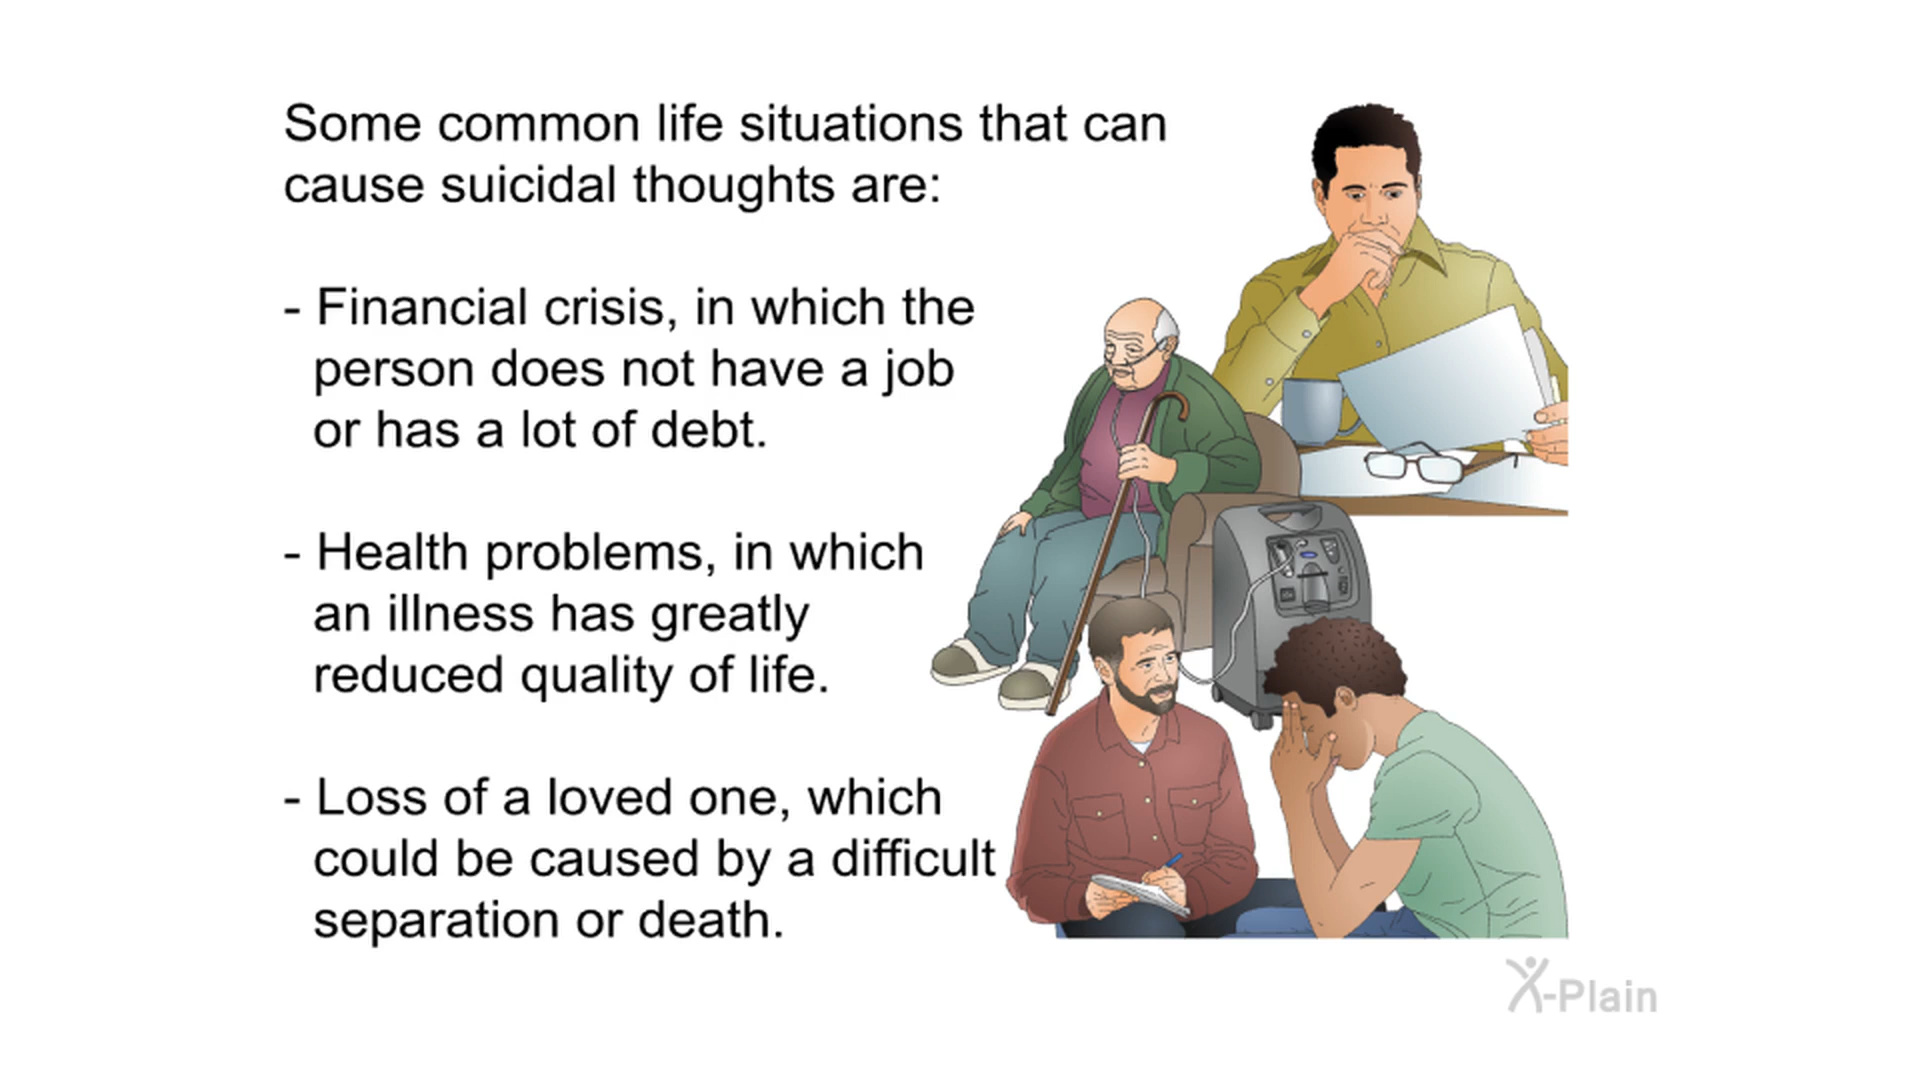 Some common life situations that can
cause suicidal thoughts are:
- Financial crisis, in which the
person does not have a job
or has a lot of debt.
- Health problems, in which
an illness has greatly
reduced quality of life.
- Loss of a loved one, which
could be caused by a difficult
separation or death.
X-Plain